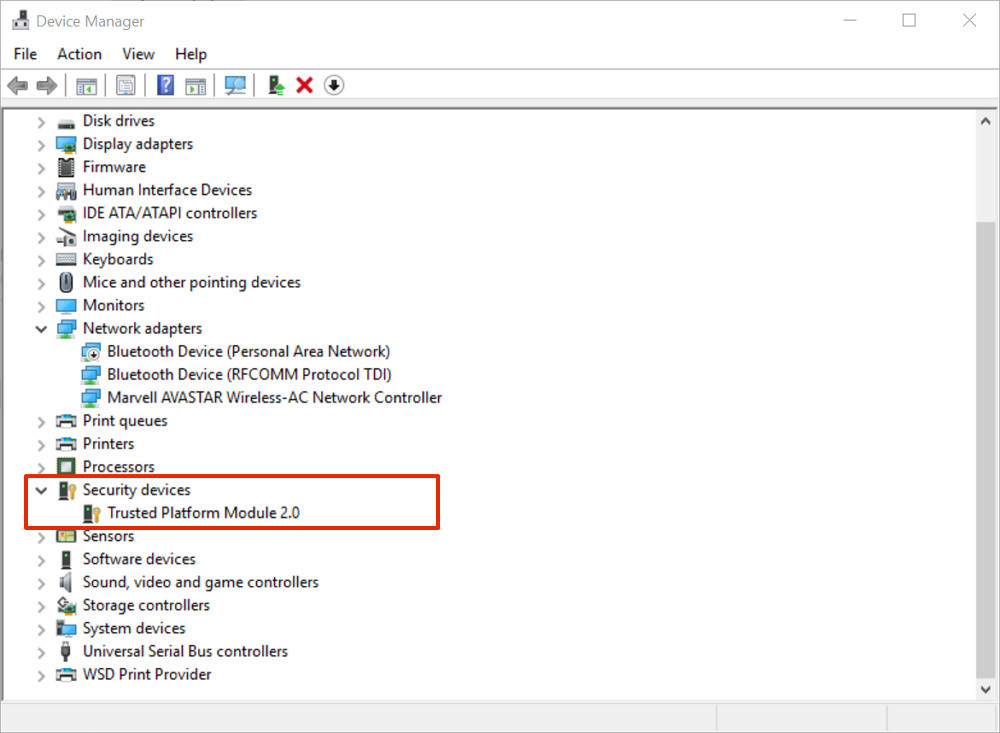 Device Manager
File Action View Help
Disk drives
Display adapters
Firmware
Human Interface Devices
IDE ATA/ATAPI controllers
Imaging devices
Keyboards
Mice and other pointing devices
Monitors
Network adapters
Bluetooth Device (Personal Area Network)
Bluetooth Device (RFCOMM Protocol TDI)
Marvell AVASTAR Wireless-AC Network Controller
Print queues
Printers
Processors
Security devices
Trusted Platform Module 2.0
Sensors
Software devices
Sound, video and game controllers
Storage controllers
System devices
Universal Serial Bus controllers
WSD Print Provider